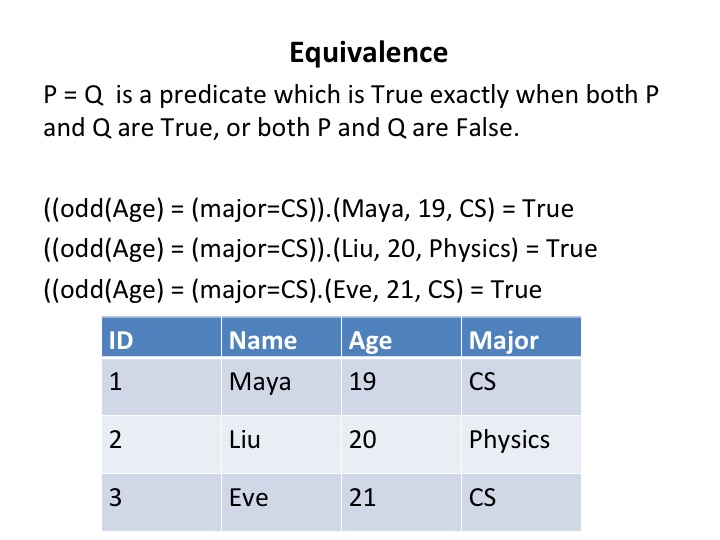 Equivalence
P = Q is a predicate which is True exactly when both P
and Q are True, or both P and Q are False.
((odd(Age) = (major=CS)).(Maya, 19, CS) = True
((odd(Age) = (major=CS)).(Liu, 20, Physics) = True
((odd(Age) = (major=CS).(Eve, 21, CS) = True
ID Name Age Major
1 Maya 19 CS
2 Liu 20 Physics
3 Eve 21 CS